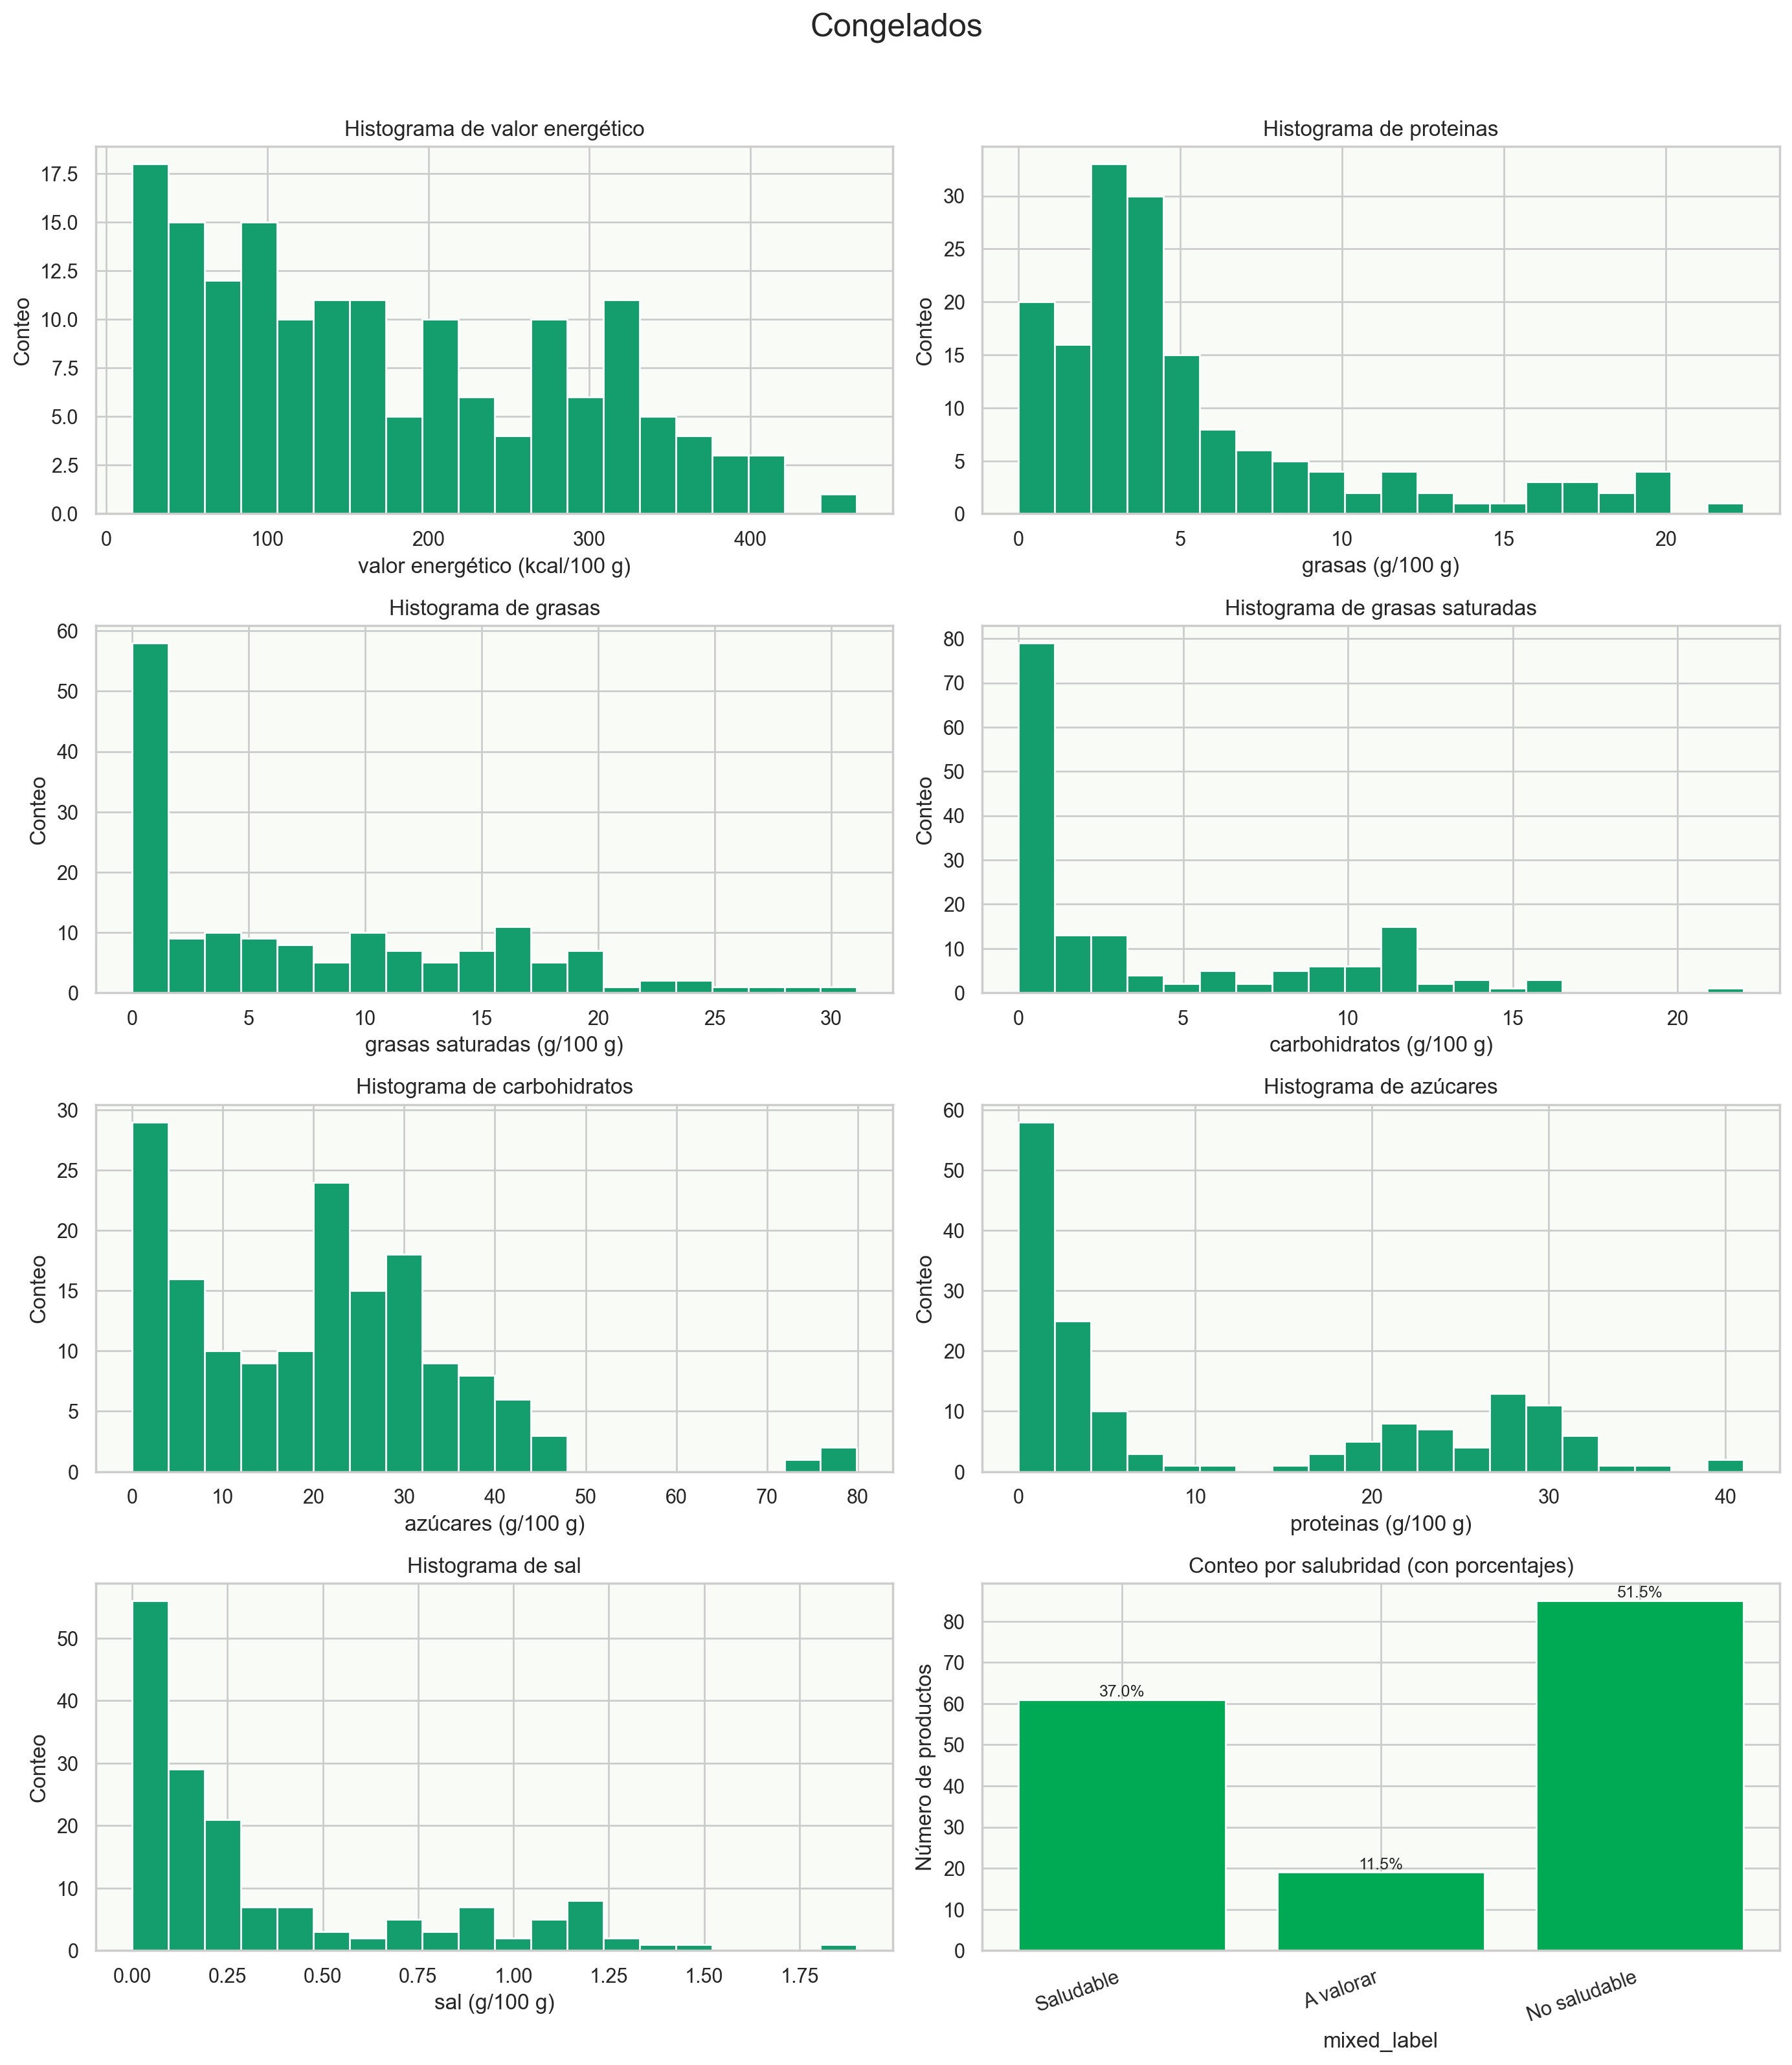 Congelados
Histograma de valor energético
Conteo
17.5
15.0
12.5
10.0
7.5
5.0
2.5
0.0
0 100 200 300 400
valor energético (kcal/100 g)
Histograma de proteinas
Conteo
30
25
20
15
10
5
0
0 5 10 15 20
grasas (g/100 g)
Histograma de grasas
Conteo
60
50
40
30
20
10
0
0 5 10 15 20 25 30
grasas saturadas (g/100 g)
Histograma de grasas saturadas
Conteo
80
70
60
50
40
30
20
10
0
0 5 10 15 20
carbohidratos (g/100 g)
Histograma de carbohidratos
Conteo
30
25
20
15
10
5
0
0 10 20 30 40 50 60 70 80
azúcares (g/100 g)
Histograma de azúcares
Conteo
60
50
40
30
20
10
0
0 10 20 30 40
proteinas (g/100 g)
Histograma de sal
Conteo
50
40
30
20
10
0
0.00 0.25 0.50 0.75 1.00 1.25 1.50 1.75
sal (g/100 g)
Conteo por salubridad (con porcentajes)
Número de productos
80
70
60
50
40
30
20
10
0
37.0% 11.5% 51.5%
Saludable A valorar No saludable
mixed_label